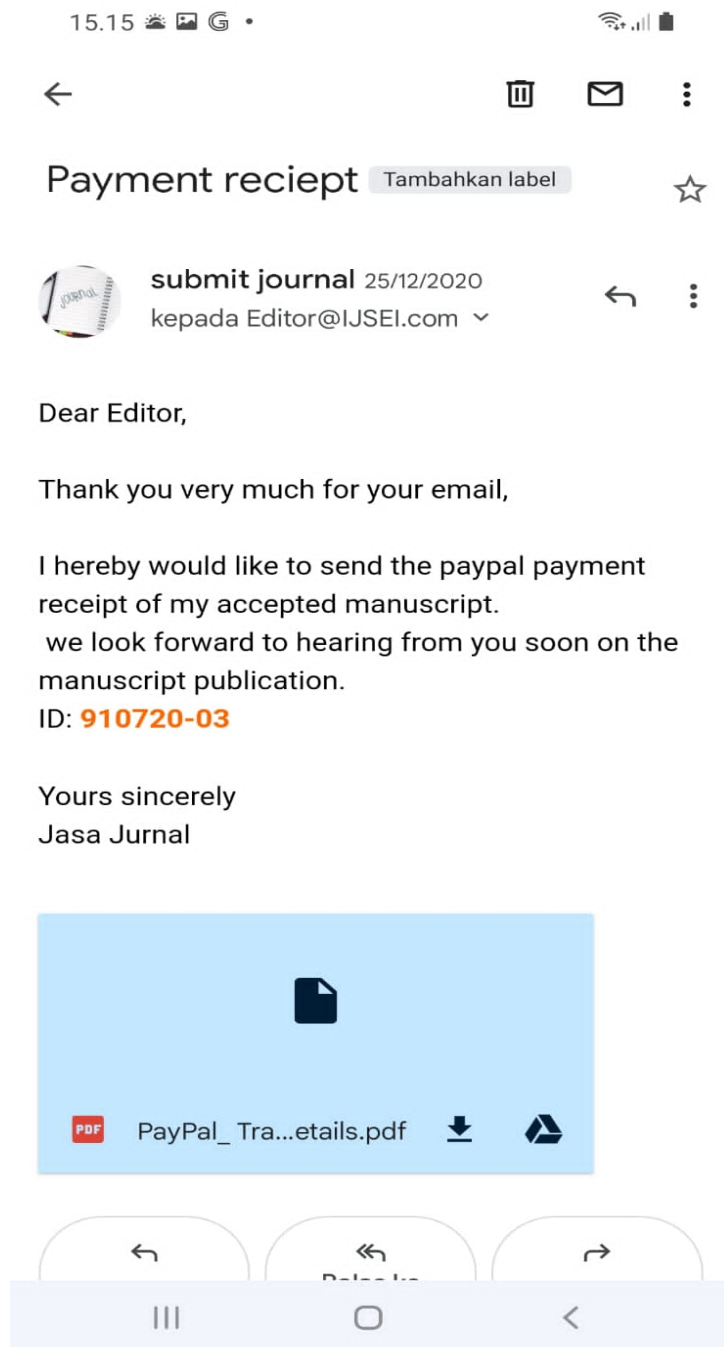 15.15
Payment reciept Tambahkan label
submit journal 25/12/2020
kepada Editor@IJSEI.com
Dear Editor,
Thank you very much for your email,
I hereby would like to send the paypal payment
receipt of my accepted manuscript.
we look forward to hearing from you soon on the
manuscript publication.
ID: 910720-03
Yours sincerely
Jasa Jurnal
PDF PayPal_ Tra...etails.pdf